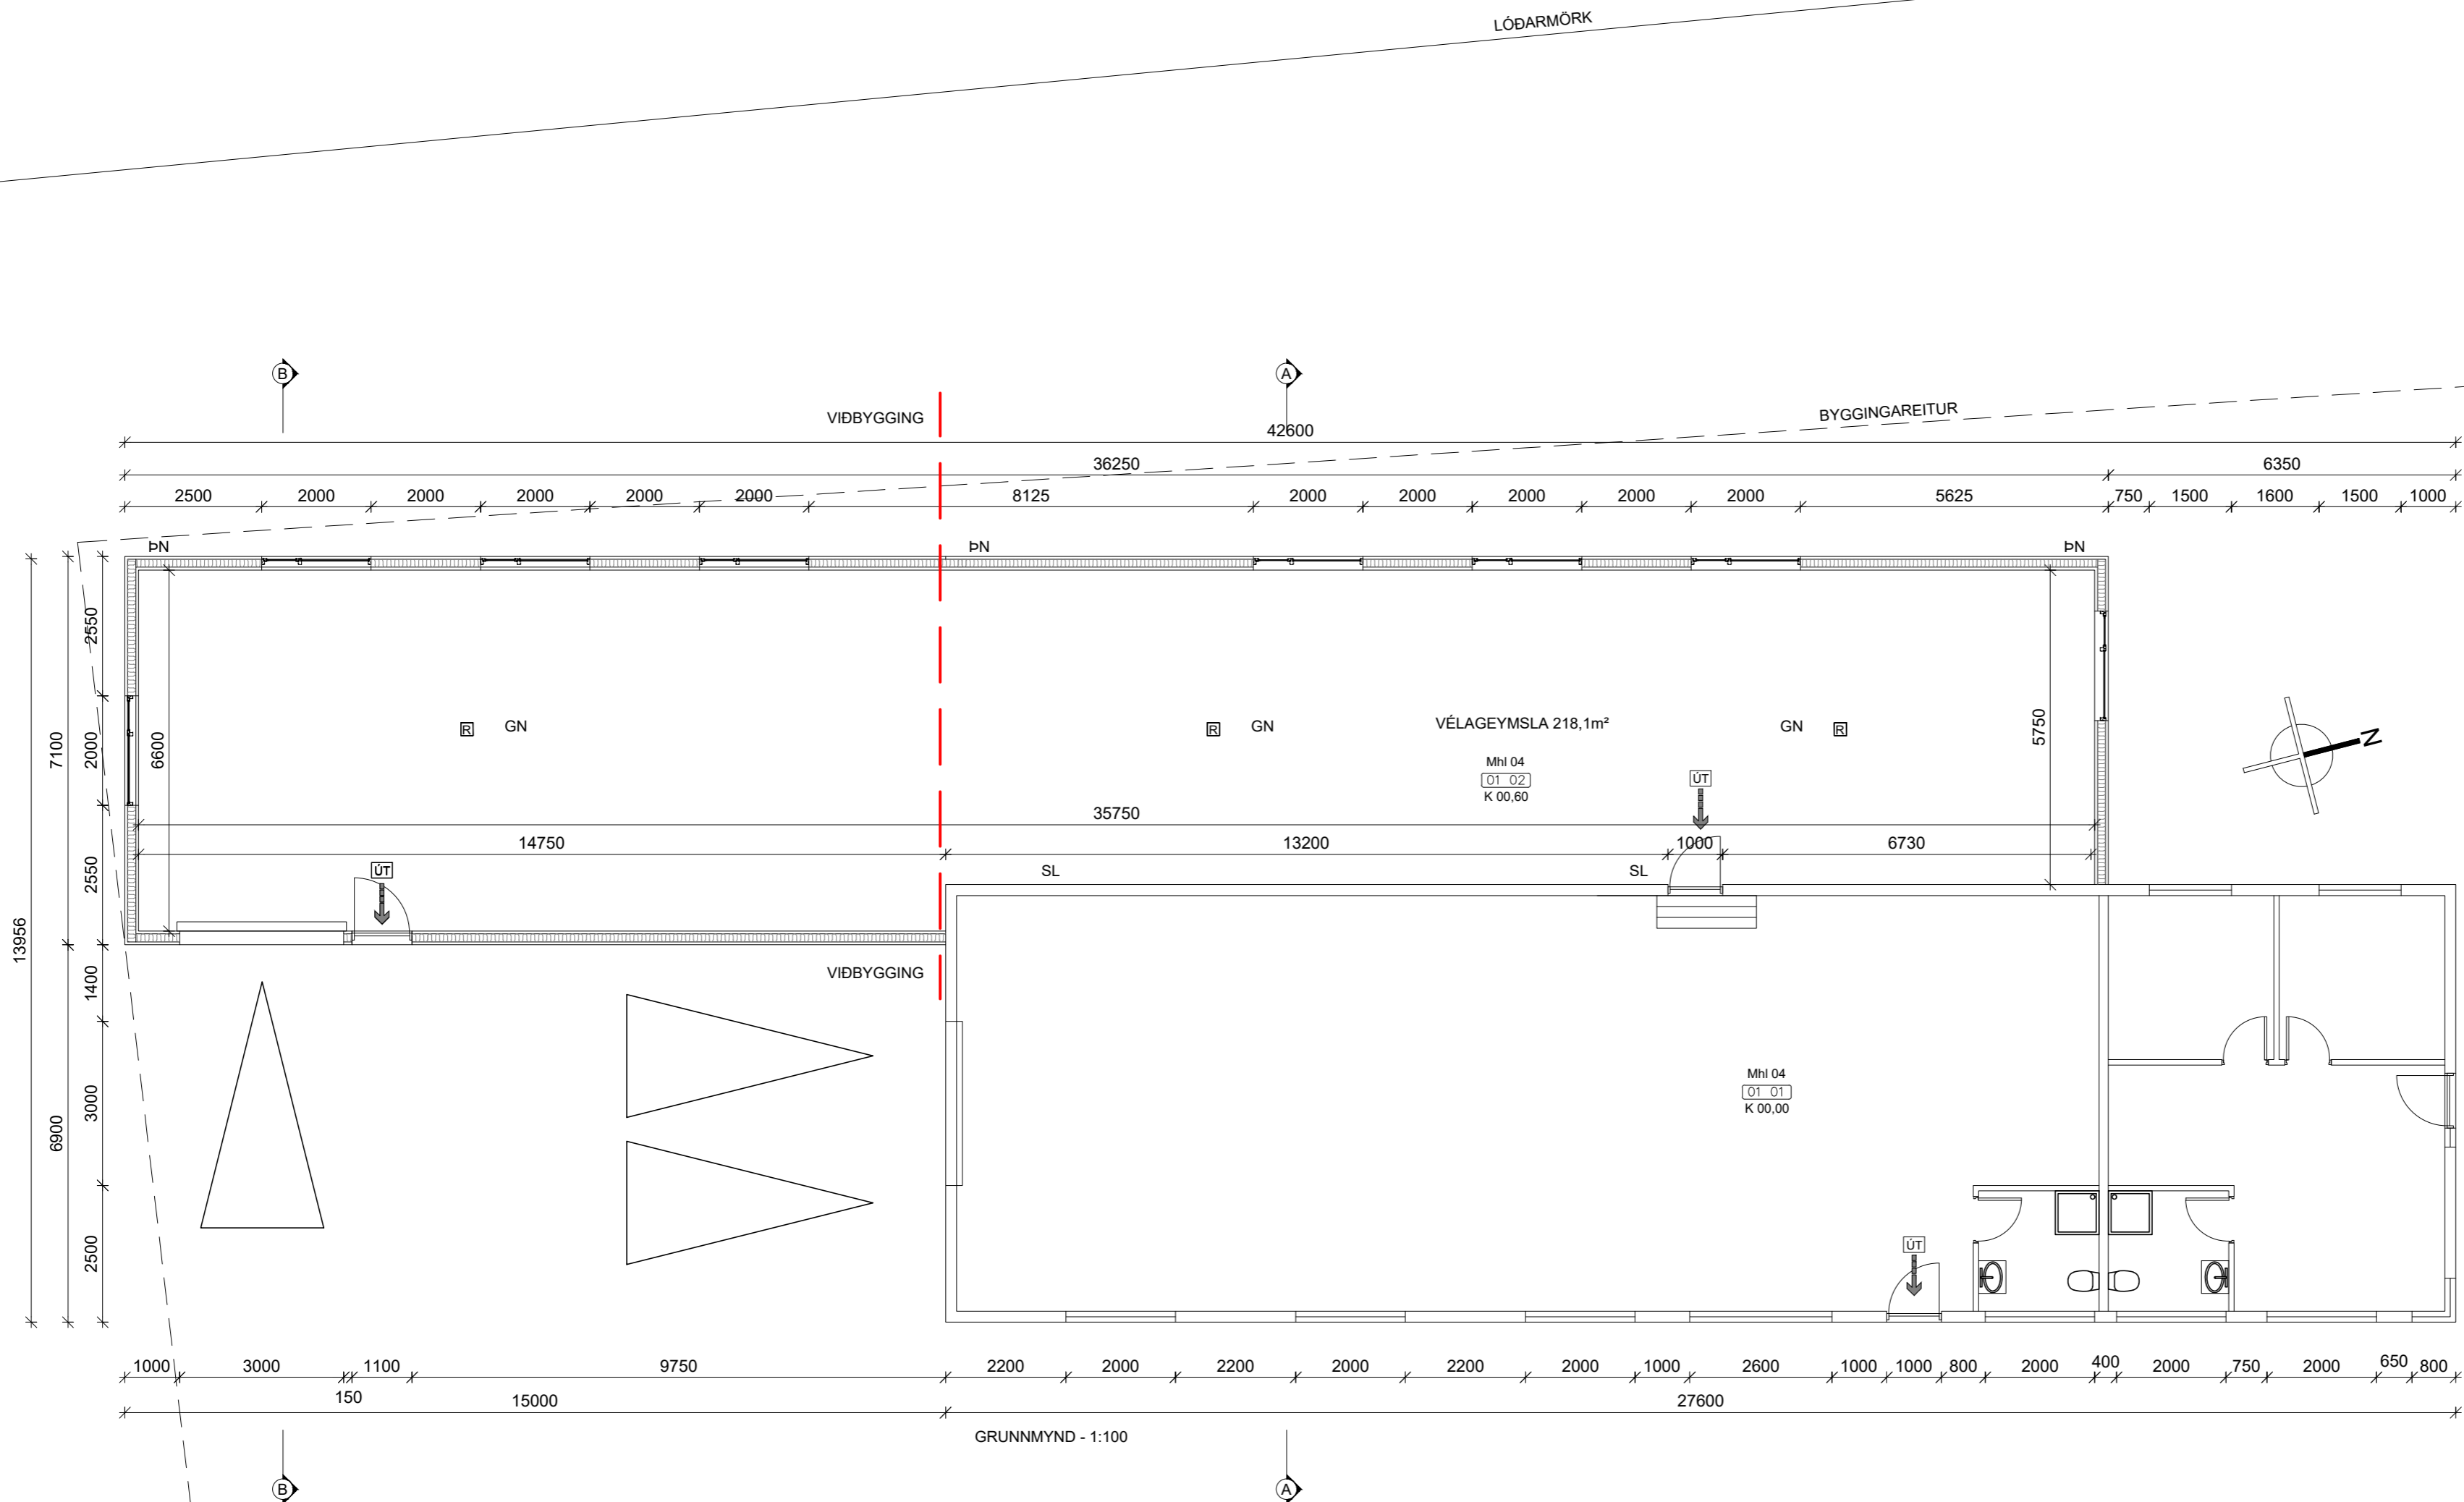 LÓÐARMÖRK
B
A
VIÐBYGGING
BYGGINGAREITUR
42600
36250
6350
2500 2000 2000 2000 2000 2000 8125 2000 2000 2000 2000 2000 5625 750 1500 1600 1500 1000
ÞN
ÞN
ÞN
13956
7100
6900
2550
2000
2550
1400
3000
2500
6600
5750
R GN
R GN
VÉLAGEYMSLA 218,1m²
GN R
N
Mhl 04
01 02
K 00,60
ÚT
35750
14750 13200 1000 6730
ÚT
SL
SL
VIÐBYGGING
Mhl 04
01 01
K 00,00
ÚT
1000 3000 150 1100 9750 2200 2000 2200 2000 2200 2000 1000 2600 1000 1000 800 2000 400 2000 750 2000 650 800
15000 27600
GRUNNMYND - 1:100
B
A